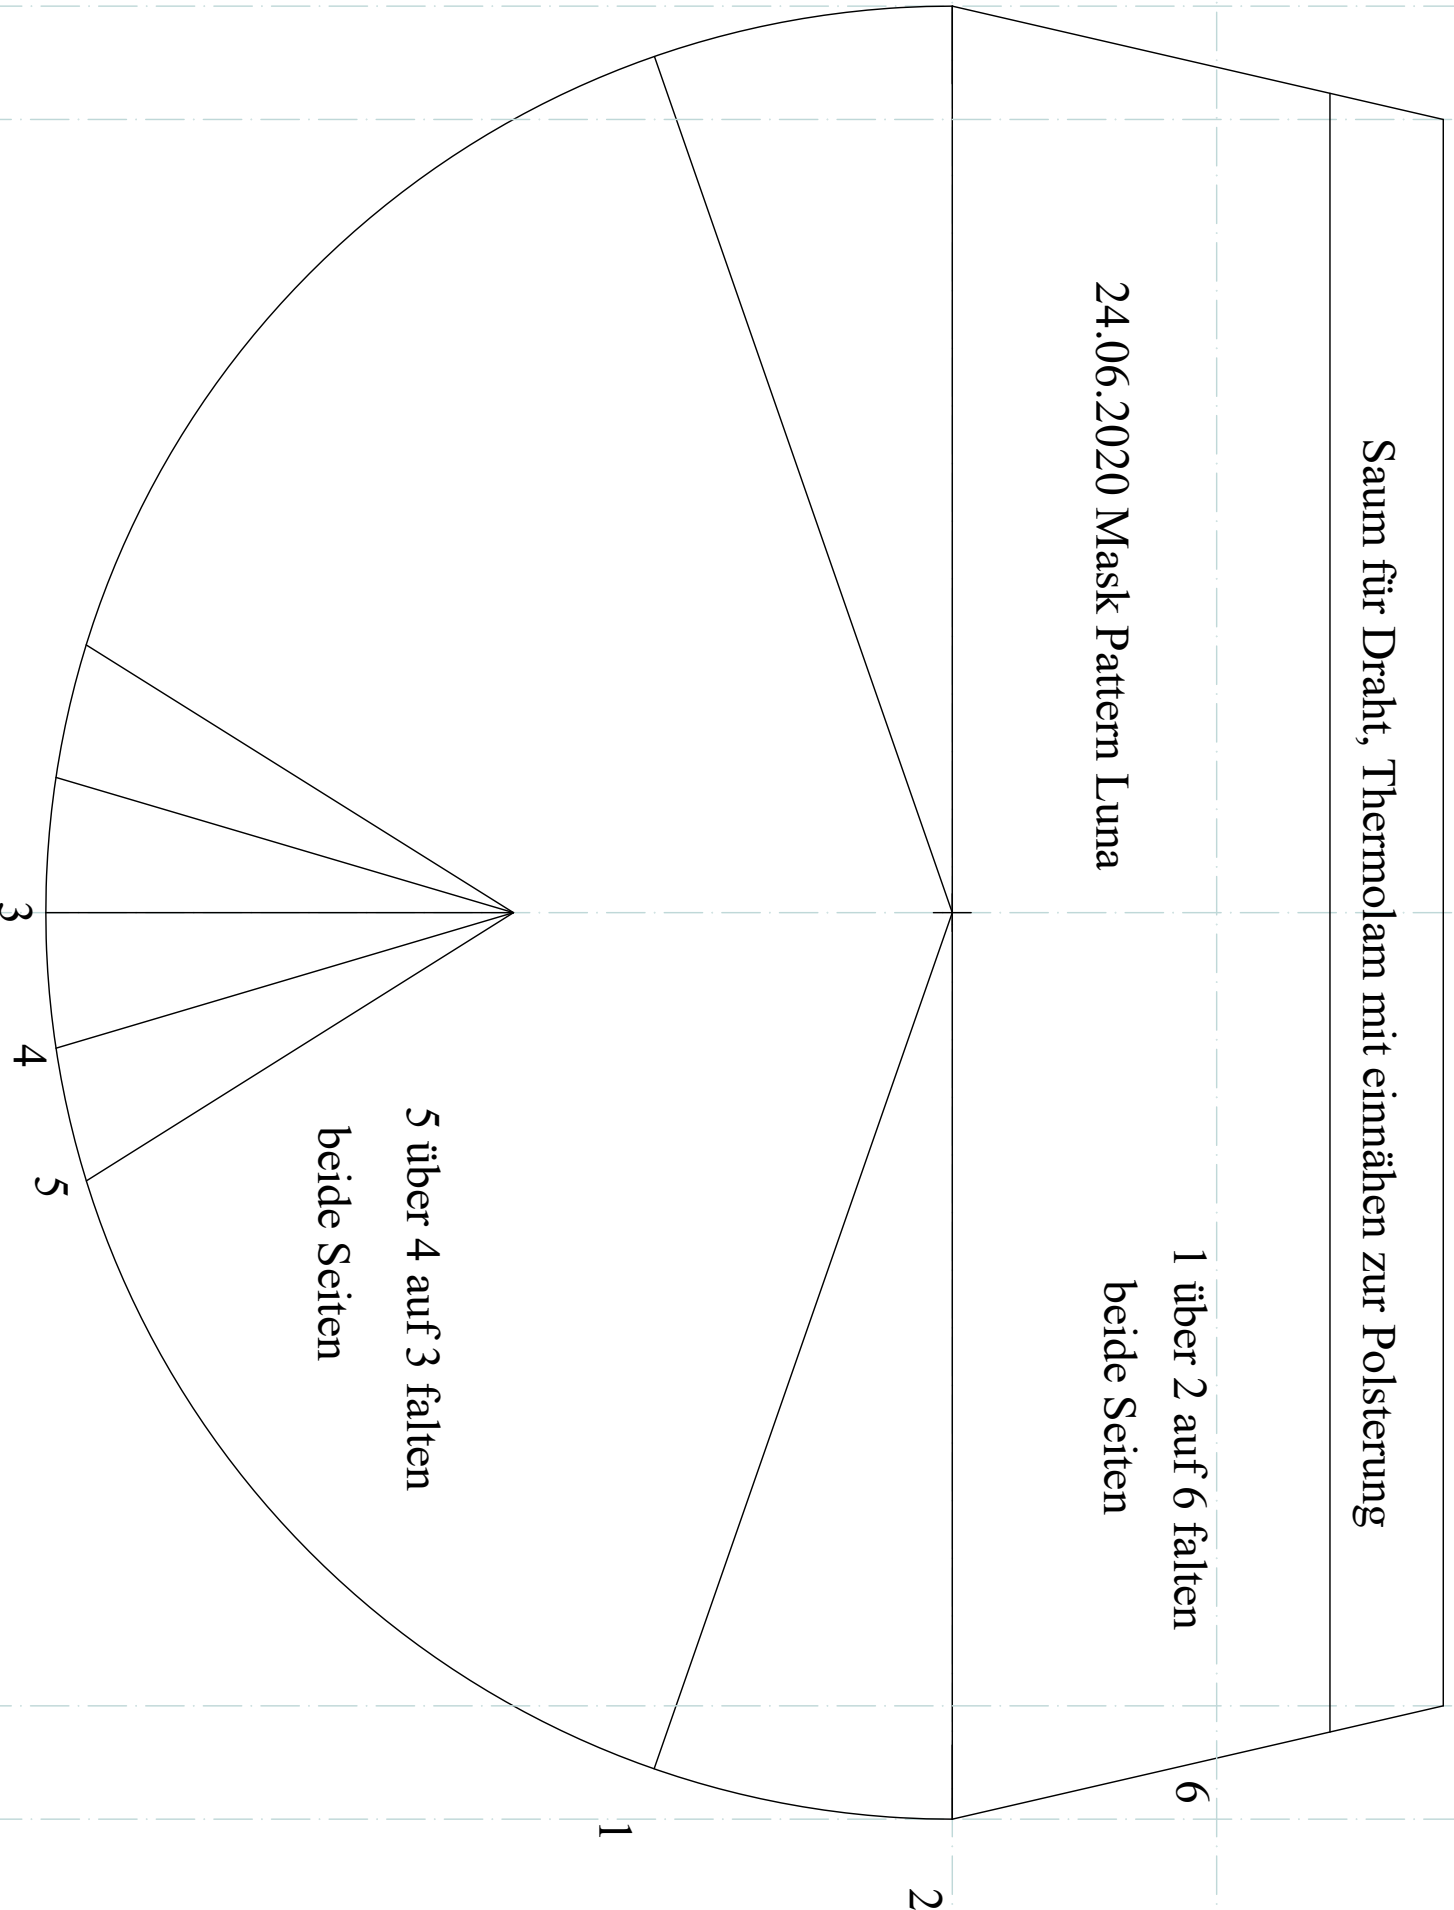 Saum für Draht, Thermolam mit einnähen zur Polsterung
24.06.2020 Mask Pattern Luna
1 über 2 auf 6 falten
beide Seiten
6
2
1
5 über 4 auf 3 falten
beide Seiten
5
4
3